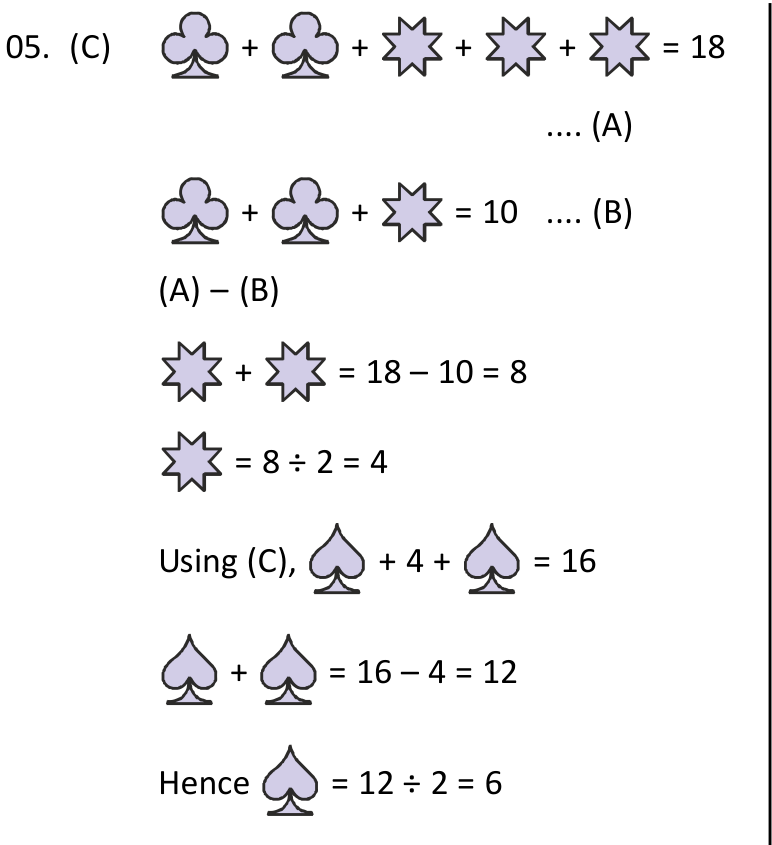 05. (C) + + + + = 18
.... (A)
+ + = 10 .... (B)
(A) – (B)
+ = 18 – 10 = 8
= 8 ÷ 2 = 4
Using (C), + 4 + = 16
+ = 16 – 4 = 12
Hence = 12 ÷ 2 = 6